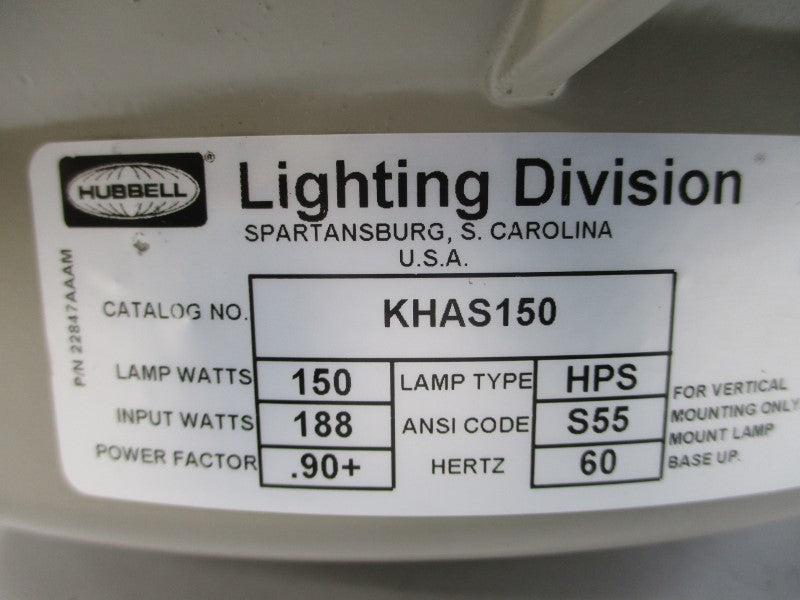 HUBBELL®
Lighting Division®
SPARTANSBURG, S. CAROLINA
U.S.A.
P/N 22847AAAM
CATALOG NO. KHAS150
LAMP WATTS 150 LAMP TYPE HPS
INPUT WATTS 188 ANSI CODE S55
POWER FACTOR .90+ HERTZ 60
FOR VERTICAL
MOUNTING ONLY
MOUNT LAMP
BASE UP.